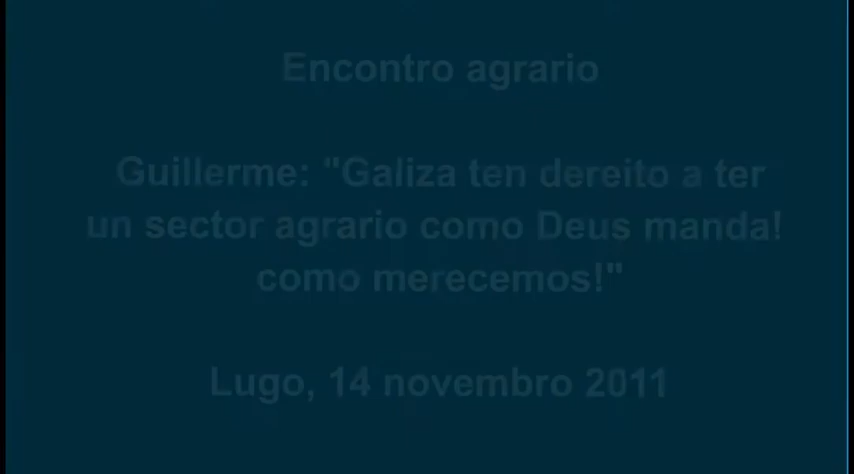 Encontro agrario
Guillerme: "Galiza ten dereito a ter
un sector agrario como Deus manda!
como merecemos!"
Lugo, 14 novembro 2011